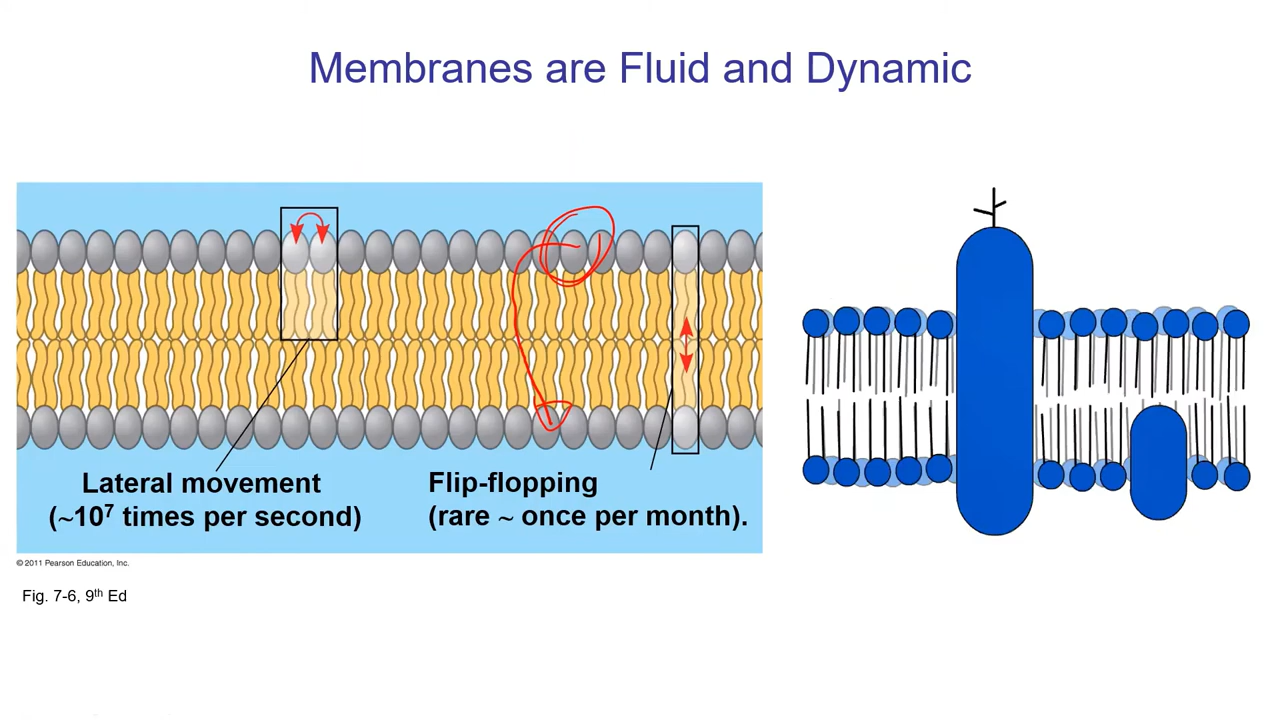 Membranes are Fluid and Dynamic
Lateral movement
(~10⁷ times per second)
Flip-flopping
(rare ~ once per month).
© 2011 Pearson Education, Inc.
Fig. 7-6, 9ᵗʰ Ed